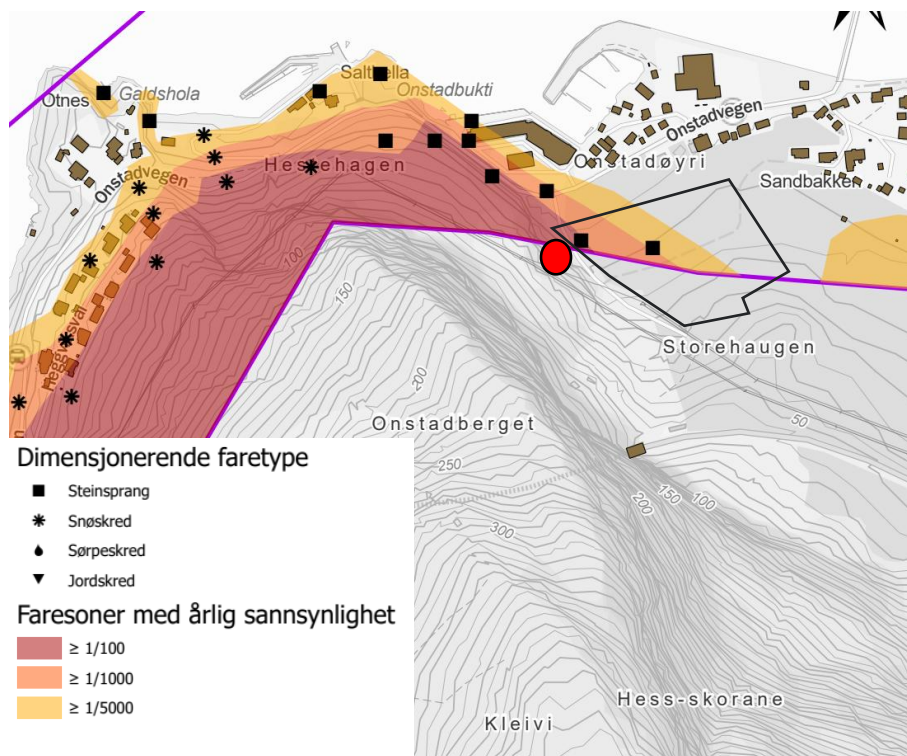 Otnes
Galdshola
Salthella
Onstadbukti
Onstadvegen
Onstadvegen
Hessehagen
Onstadøyri
Sandbakken
100
150
Heggvollsvat
Storehaugen
200
Onstadberget
50
250
150
100
200
300
Hess-skorane
Kleivi
Dimensjonerende faretype
Steinsprang
Snøskred
Sørpeskred
Jordskred
Faresoner med årlig sannsynlighet
≥ 1/100
≥ 1/1000
≥ 1/5000